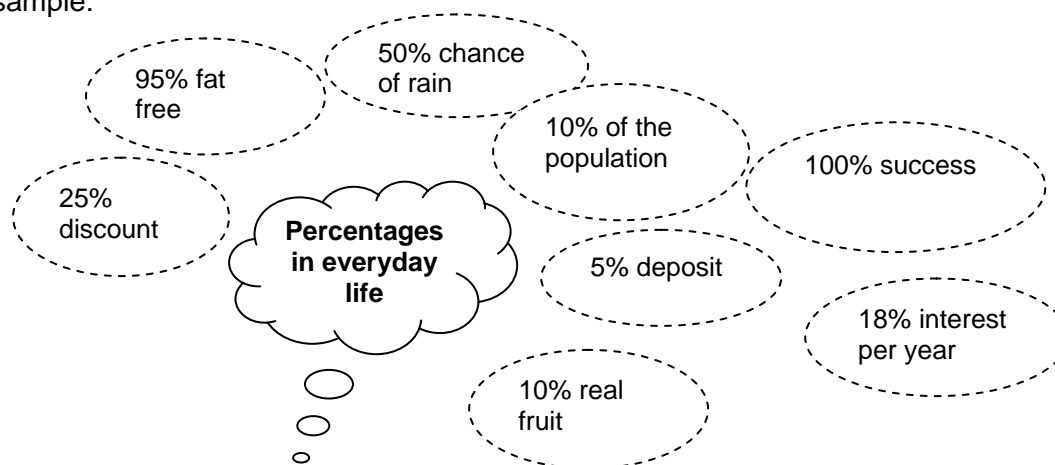 sample.
50% chance
of rain
95% fat
free
10% of the
population
100% success
25%
discount
Percentages
in everyday
life
5% deposit
18% interest
per year
10% real
fruit